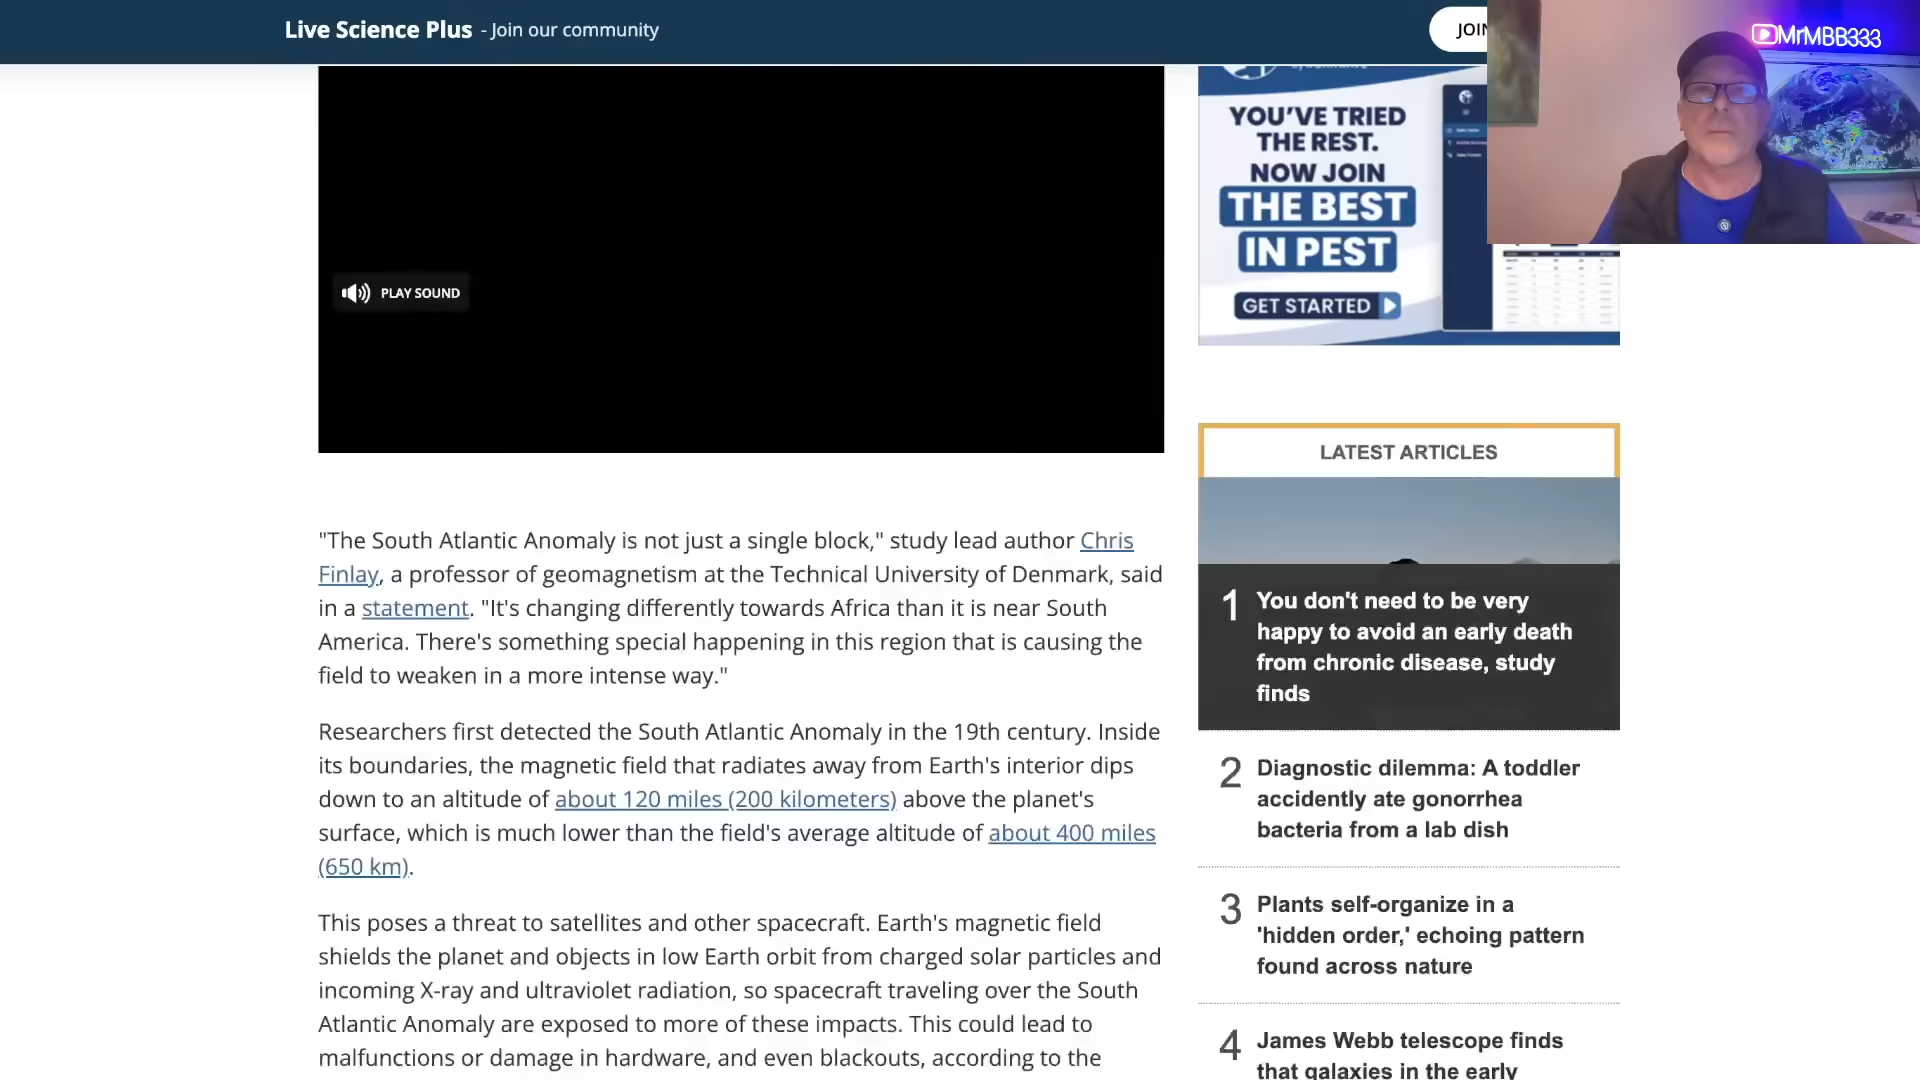 Live Science Plus - Join our community
JOIN
MrMBB333
YOU'VE TRIED
THE REST.
NOW JOIN
THE BEST
IN PEST
GET STARTED
PLAY SOUND
"The South Atlantic Anomaly is not just a single block," study lead author Chris
Finlay, a professor of geomagnetism at the Technical University of Denmark, said
in a statement. "It's changing differently towards Africa than it is near South
America. There's something special happening in this region that is causing the
field to weaken in a more intense way."
Researchers first detected the South Atlantic Anomaly in the 19th century. Inside
its boundaries, the magnetic field that radiates away from Earth's interior dips
down to an altitude of about 120 miles (200 kilometers) above the planet's
surface, which is much lower than the field's average altitude of about 400 miles
(650 km).
This poses a threat to satellites and other spacecraft. Earth's magnetic field
shields the planet and objects in low Earth orbit from charged solar particles and
incoming X-ray and ultraviolet radiation, so spacecraft traveling over the South
Atlantic Anomaly are exposed to more of these impacts. This could lead to
malfunctions or damage in hardware, and even blackouts, according to the
LATEST ARTICLES
1 You don't need to be very
happy to avoid an early death
from chronic disease, study
finds
2 Diagnostic dilemma: A toddler
accidently ate gonorrhea
bacteria from a lab dish
3 Plants self-organize in a
'hidden order,' echoing pattern
found across nature
4 James Webb telescope finds
that galaxies in the early